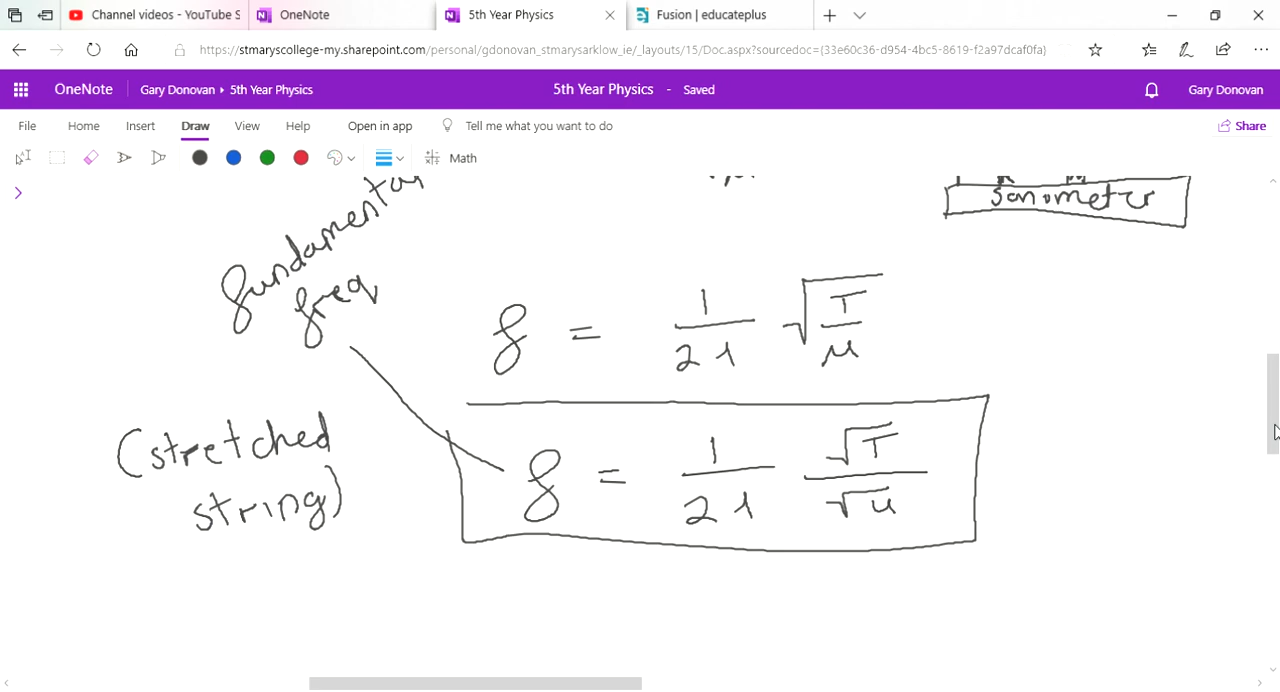 Channel videos - YouTube S
OneNote
5th Year Physics
Fusion | educateplus
https://stmaryscollege-my.sharepoint.com/personal/gdonovan_stmarysarklow_ie/_layouts/15/Doc.aspx?sourcedoc={33e60c36-d954-4bc5-8619-f2a97dcaf0fa}
OneNote
Gary Donovan ▸ 5th Year Physics
5th Year Physics - Saved
Gary Donovan
File Home Insert Draw View Help Open in app Tell me what you want to do
Share
Math
sonometer
fundamental
freq
f = 1/2l √(T/μ)
(stretched
string)
f = 1/2l √T/√μ